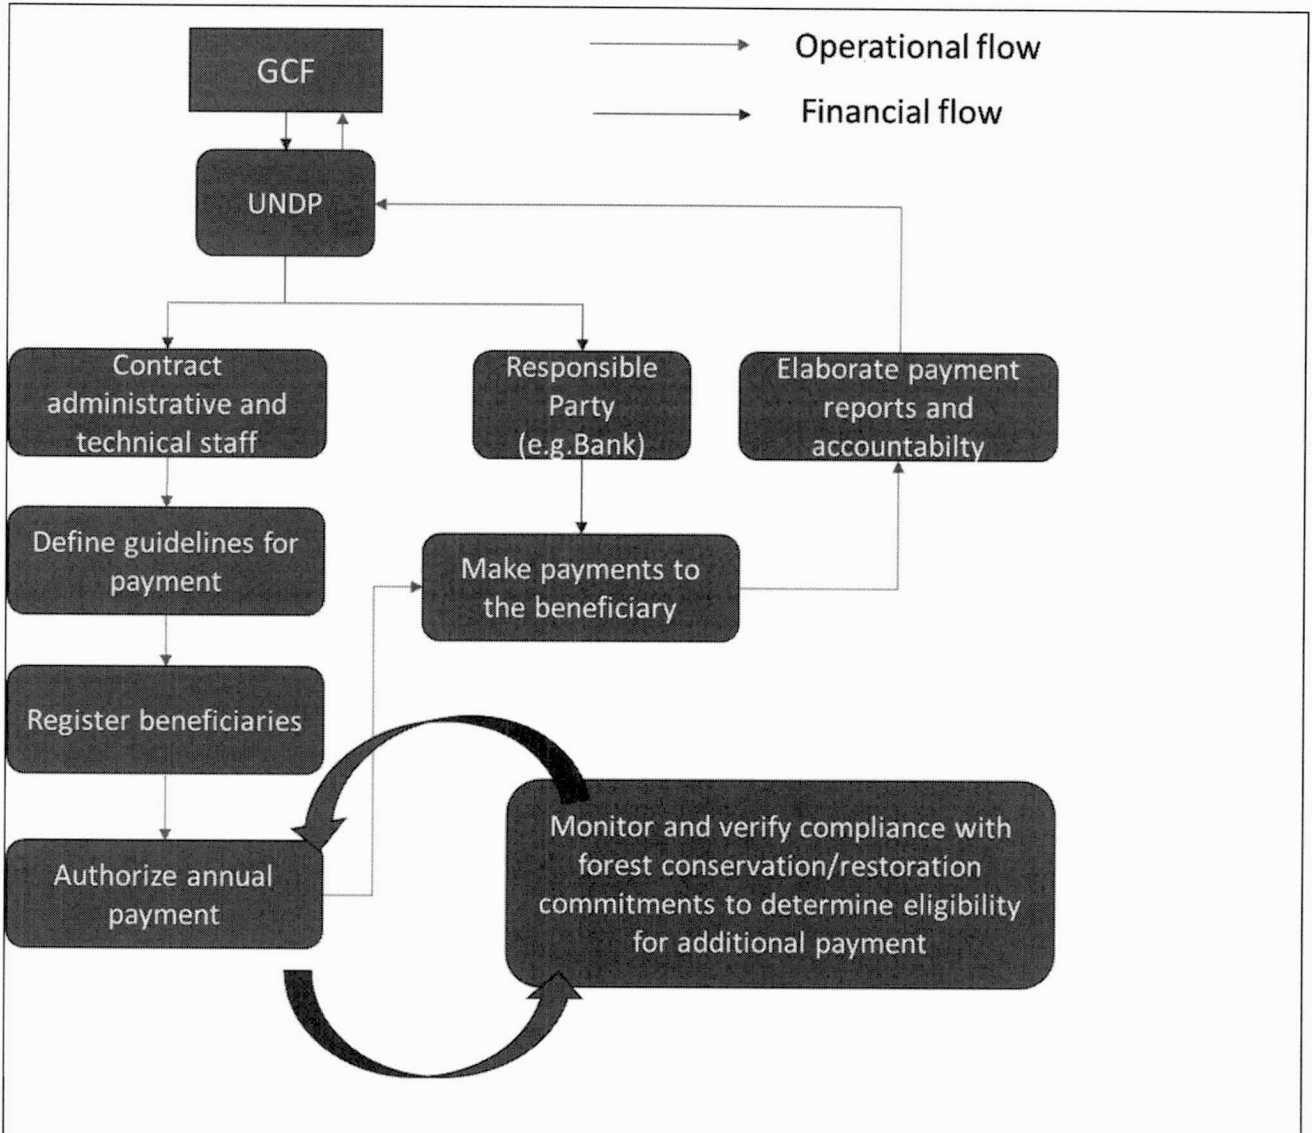 GCF
Operational flow
Financial flow
UNDP
Contract
administrative and
technical staff
Responsible
Party
(e.g.Bank)
Elaborate payment
reports and
accountabilty
Define guidelines for
payment
Make payments to
the beneficiary
Register beneficiaries
Authorize annual
payment
Monitor and verify compliance with
forest conservation/restoration
commitments to determine eligibility
for additional payment